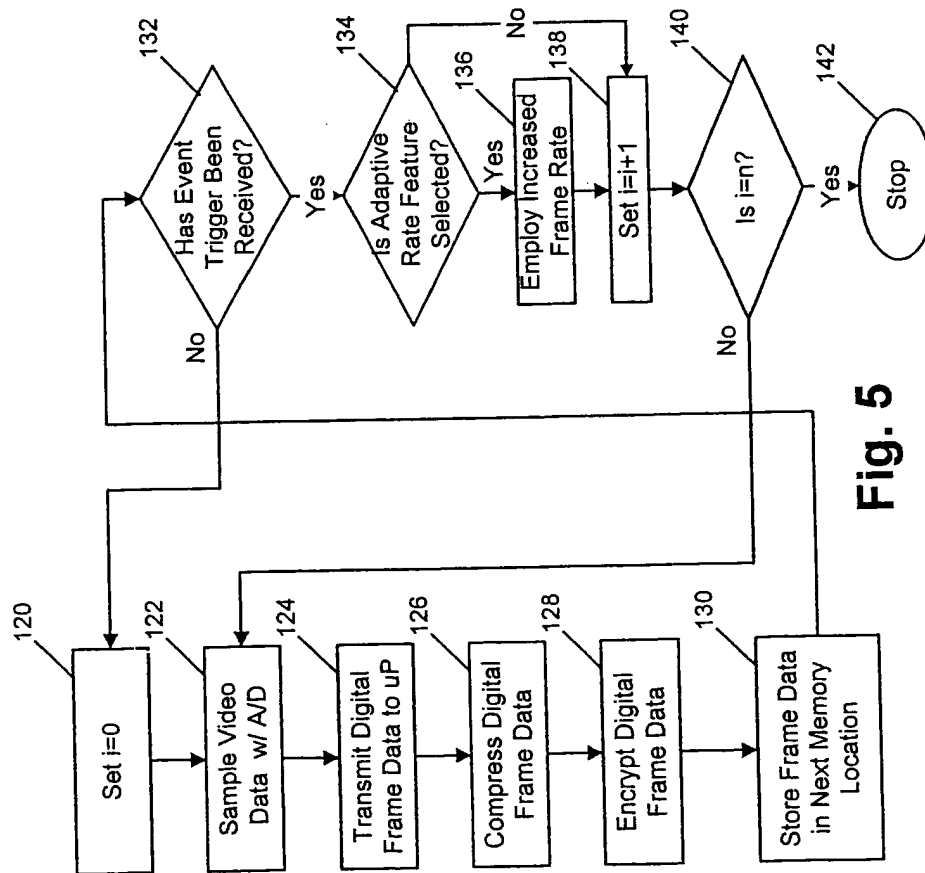 120
Set i=0
122
Sample Video
Data w/ A/D
124
Transmit Digital
Frame Data to uP
126
Compress Digital
Frame Data
128
Encrypt Digital
Frame Data
130
Store Frame Data
in Next Memory
Location
132
Has Event
Trigger Been
Received?
No
Yes
134
Is Adaptive
Rate Feature
Selected?
No
Yes
136
Employ Increased
Frame Rate
138
Set i=i+1
140
Is i=n?
No
Yes
142
Stop
Fig. 5